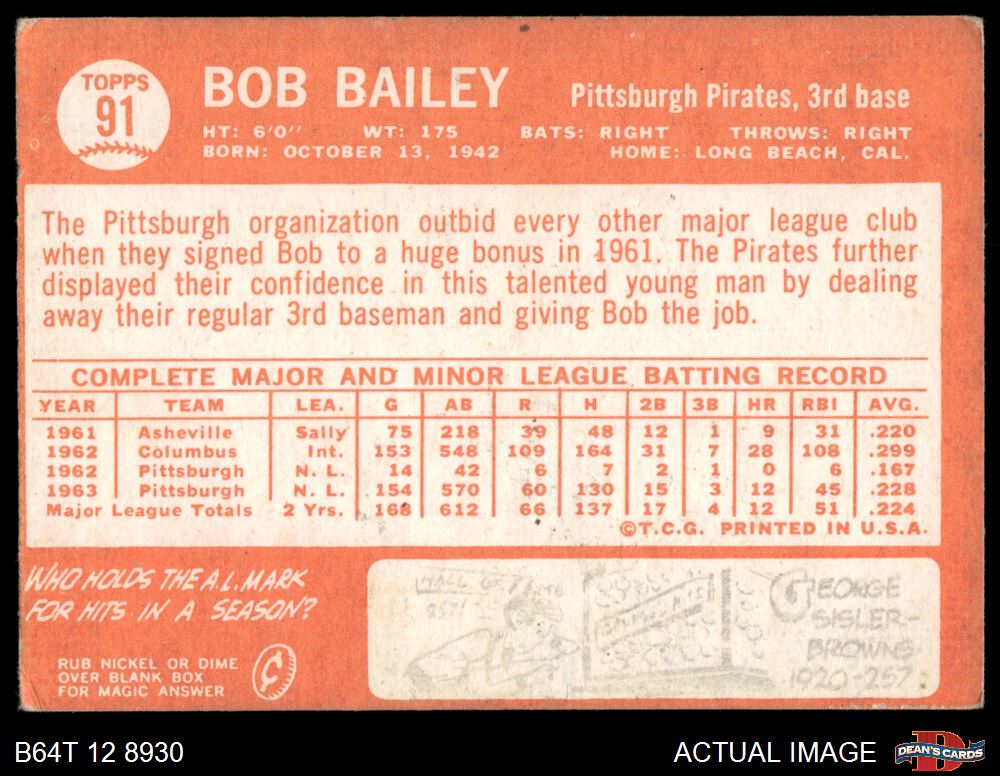 TOPPS
91
BOB BAILEY
Pittsburgh Pirates, 3rd base
HT: 6'0" WT: 175 BATS: RIGHT THROWS: RIGHT
BORN: OCTOBER 13, 1942 HOME: LONG BEACH, CAL.
The Pittsburgh organization outbid every other major league club
when they signed Bob to a huge bonus in 1961. The Pirates further
displayed their confidence in this talented young man by dealing
away their regular 3rd baseman and giving Bob the job.
COMPLETE MAJOR AND MINOR LEAGUE BATTING RECORD
YEAR TEAM LEA. G AB R H 2B 3B HR RBI AVG.
1961 Asheville Sally 75 218 39 48 12 1 9 31 .220
1962 Columbus Int. 153 548 109 164 31 7 28 108 .299
1962 Pittsburgh N. L. 14 42 6 7 2 1 0 6 .167
1963 Pittsburgh N. L. 154 570 60 130 15 3 12 45 .228
Major League Totals 2 Yrs. 168 612 66 137 17 4 12 51 .224
©T.C.G. PRINTED IN U.S.A.
WHO HOLDS THE A.L. MARK
FOR HITS IN A SEASON?
RUB NICKEL OR DIME
OVER BLANK BOX
FOR MAGIC ANSWER
GEORGE
SISLER-
BROWNS
1920-257
B64T 12 8930
ACTUAL IMAGE
DEAN'S CARDS